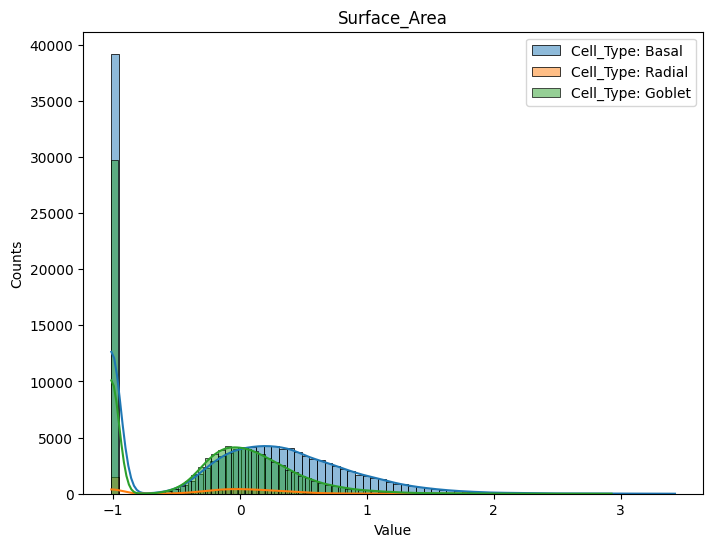 Surface_Area
Cell_Type: Basal
Cell_Type: Radial
Cell_Type: Goblet
Counts
40000
35000
30000
25000
20000
15000
10000
5000
0
−1
0
1
2
3
Value